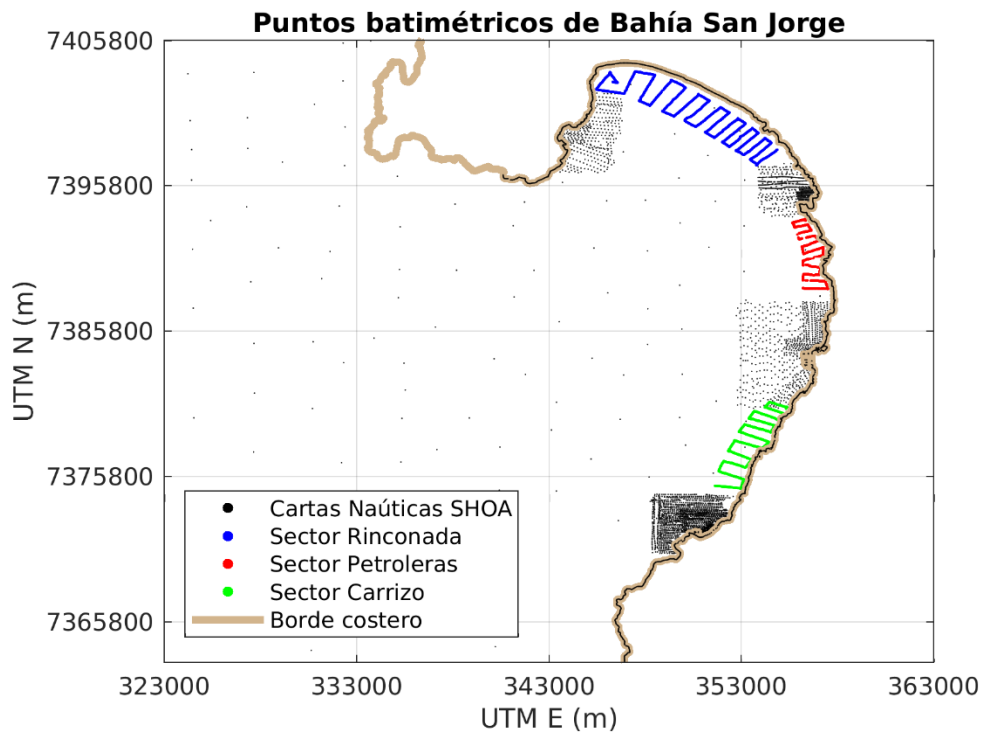 Puntos batimétricos de Bahía San Jorge
7405800
7395800
7385800
7375800
7365800
UTM N (m)
Cartas Naúticas SHOA
Sector Rinconada
Sector Petroleras
Sector Carrizo
Borde costero
323000 333000 343000 353000 363000
UTM E (m)